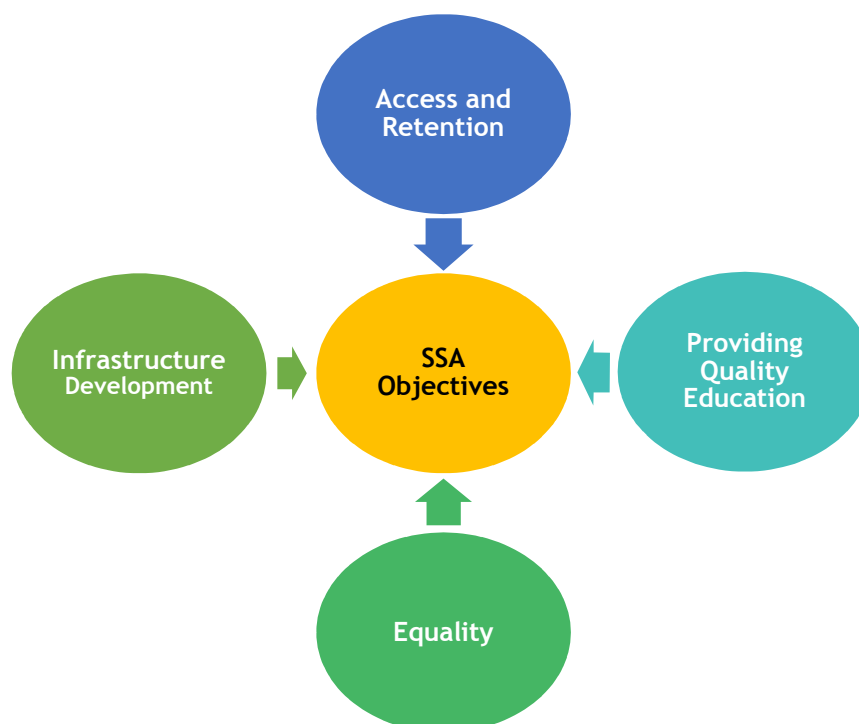 Access and
Retention
Infrastructure
Development
SSA
Objectives
Providing
Quality
Education
Equality